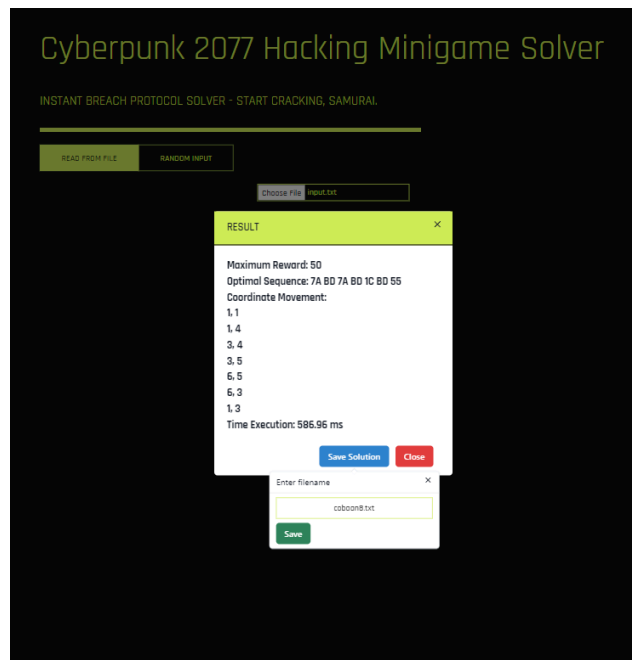 Cyberpunk 2077 Hacking Minigame Solver
INSTANT BREACH PROTOCOL SOLVER - START CRACKING, SAMURAI.
READ FROM FILE RANDOM INPUT
Choose File input.txt
RESULT ×
Maximum Reward: 50
Optimal Sequence: 7A BD 7A BD 1C BD 55
Coordinate Movement:
1, 1
1, 4
3, 4
3, 5
6, 5
6, 3
1, 3
Time Execution: 586.96 ms
Save Solution Close
Enter filename ×
coboan8.txt
Save